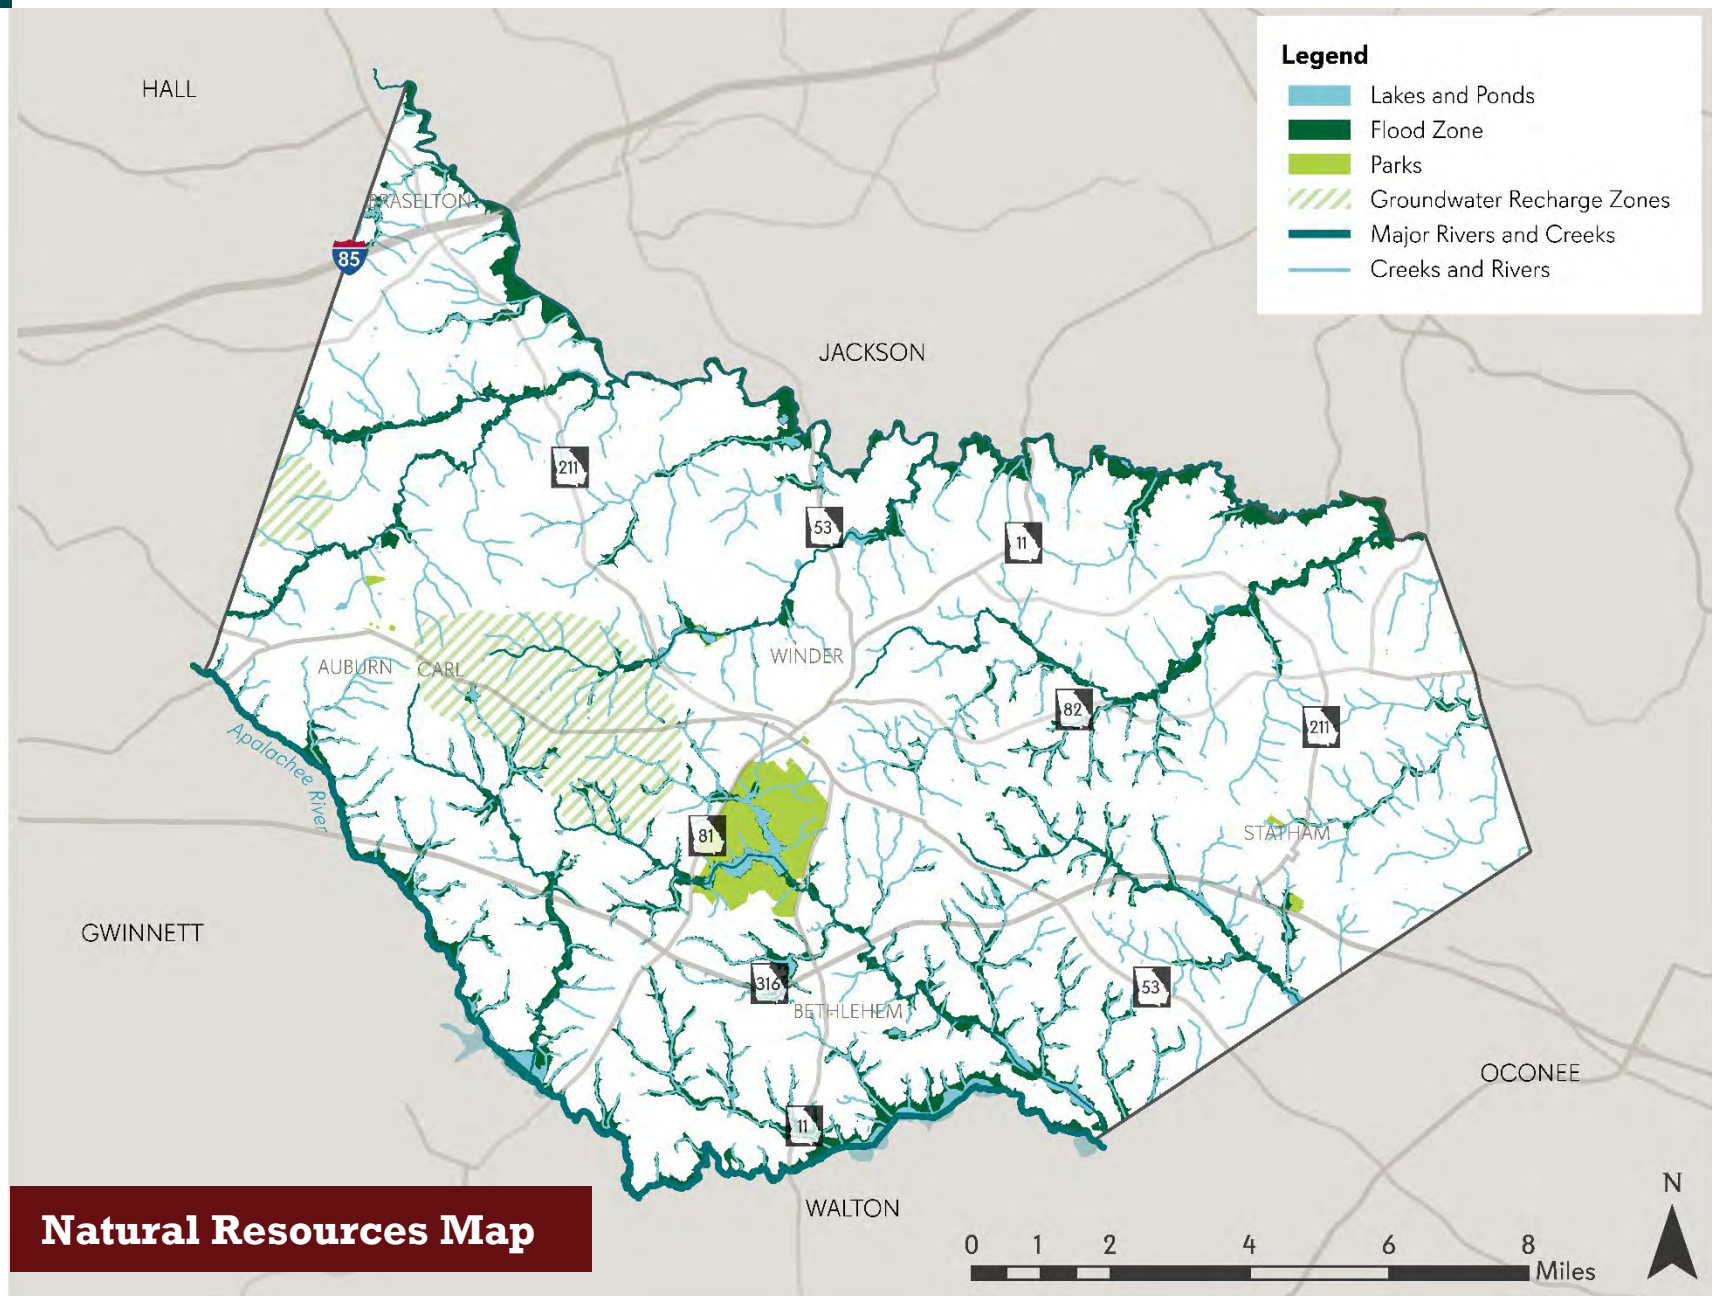 HALL
Legend
Lakes and Ponds
Flood Zone
Parks
Groundwater Recharge Zones
Major Rivers and Creeks
Creeks and Rivers
BRASELTON
85
JACKSON
211
53
11
WINDER
AUBURN
CARL
82
211
Apalachee River
81
STATHAM
GWINNETT
316
53
BETHLEHEM
OCONEE
11
WALTON
N
Natural Resources Map
0 1 2 4 6 8
Miles